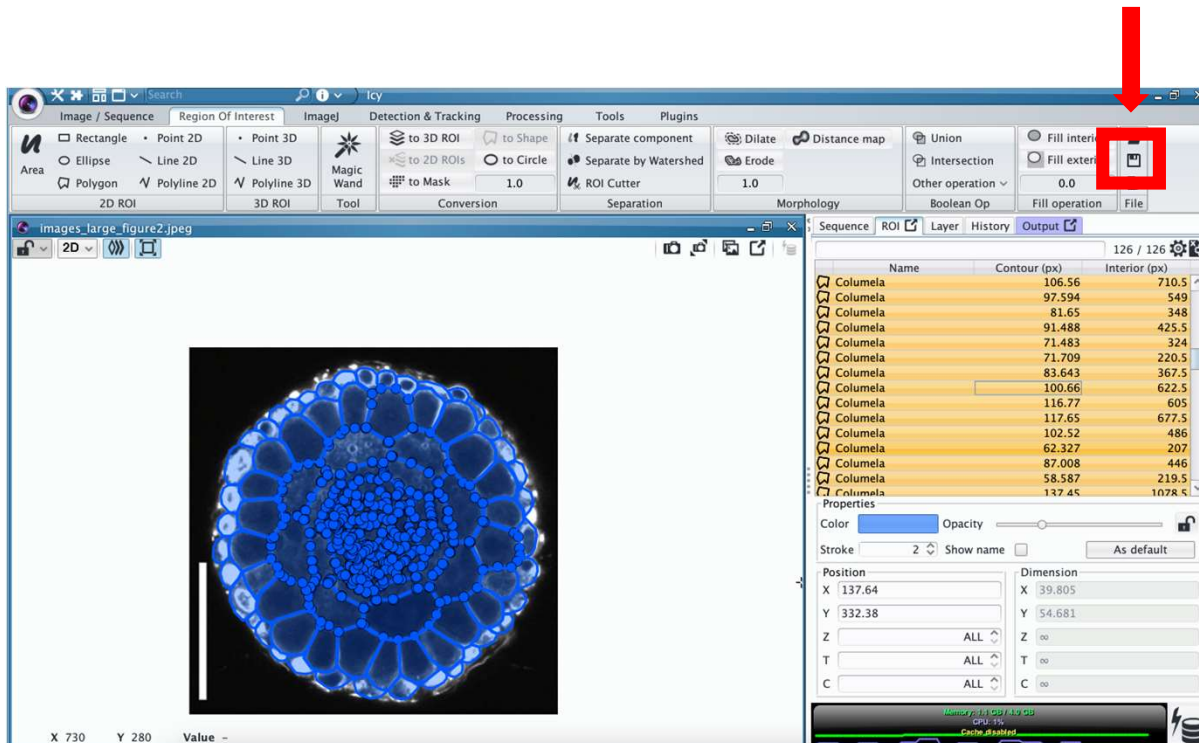 Search Icy
Image / Sequence Region Of Interest ImageJ Detection & Tracking Processing Tools Plugins
Rectangle Point 2D Point 3D to 3D ROI to Shape Separate component Dilate Distance map Union Fill interi
Area Ellipse Line 2D Line 3D Magic Wand to 2D ROIs to Circle Separate by Watershed Erode Intersection Fill exteri
Polygon Polyline 2D Polyline 3D to Mask 1.0 ROI Cutter 1.0 Other operation 0.0
2D ROI 3D ROI Tool Conversion Separation Morphology Boolean Op Fill operation File
images_large_figure2.jpeg
2D
Sequence ROI Layer History Output
126 / 126
Name Contour (px) Interior (px)
Columela 106.56 710.5
Columela 97.594 549
Columela 81.65 348
Columela 91.488 425.5
Columela 71.483 324
Columela 71.709 220.5
Columela 83.643 367.5
Columela 100.66 622.5
Columela 116.77 605
Columela 117.65 677.5
Columela 102.52 486
Columela 62.327 207
Columela 87.008 446
Columela 58.587 219.5
Columela 137.45 1078.5
Properties
Color Opacity
Stroke 2 Show name As default
Position Dimension
X 137.64 X 39.805
Y 332.38 Y 54.681
Z ALL Z ∞
T ALL T ∞
C ALL C ∞
Memory: 1.1 GB / 4.0 GB
CPU: 1%
Cache disabled
X 730 Y 280 Value -